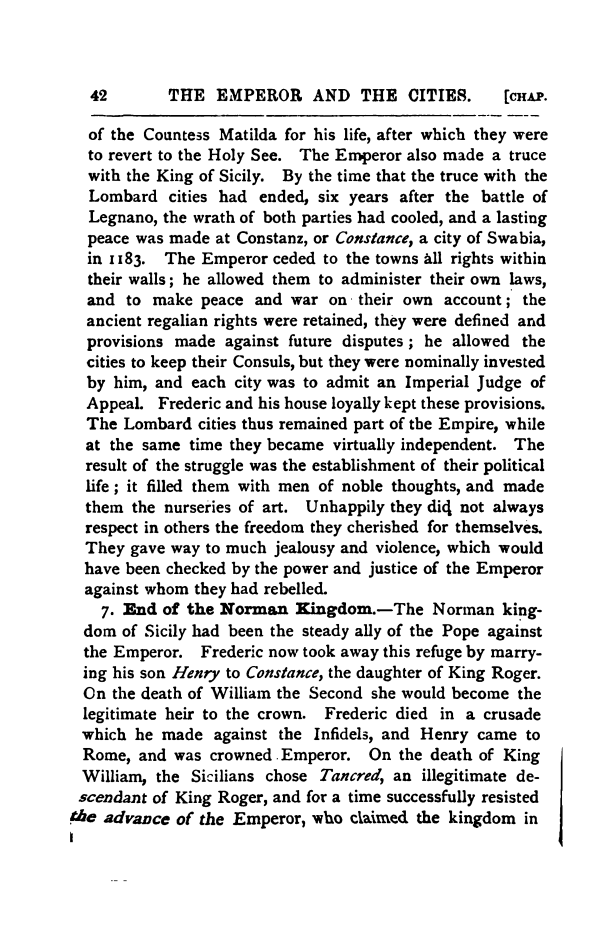 42 THE EMPEROR AND THE CITIES. [CHAP.
of the Countess Matilda for his life, after which they were
to revert to the Holy See. The Emperor also made a truce
with the King of Sicily. By the time that the truce with the
Lombard cities had ended, six years after the battle of
Legnano, the wrath of both parties had cooled, and a lasting
peace was made at Constanz, or Constance, a city of Swabia,
in 1183. The Emperor ceded to the towns all rights within
their walls; he allowed them to administer their own laws,
and to make peace and war on their own account; the
ancient regalian rights were retained, they were defined and
provisions made against future disputes; he allowed the
cities to keep their Consuls, but they were nominally invested
by him, and each city was to admit an Imperial Judge of
Appeal. Frederic and his house loyally kept these provisions.
The Lombard cities thus remained part of the Empire, while
at the same time they became virtually independent. The
result of the struggle was the establishment of their political
life; it filled them with men of noble thoughts, and made
them the nurseries of art. Unhappily they did not always
respect in others the freedom they cherished for themselves.
They gave way to much jealousy and violence, which would
have been checked by the power and justice of the Emperor
against whom they had rebelled.
7. End of the Norman Kingdom.—The Norman king-
dom of Sicily had been the steady ally of the Pope against
the Emperor. Frederic now took away this refuge by marry-
ing his son Henry to Constance, the daughter of King Roger.
On the death of William the Second she would become the
legitimate heir to the crown. Frederic died in a crusade
which he made against the Infidels, and Henry came to
Rome, and was crowned Emperor. On the death of King
William, the Sicilians chose Tancred, an illegitimate de-
scendant of King Roger, and for a time successfully resisted
the advance of the Emperor, who claimed the kingdom in